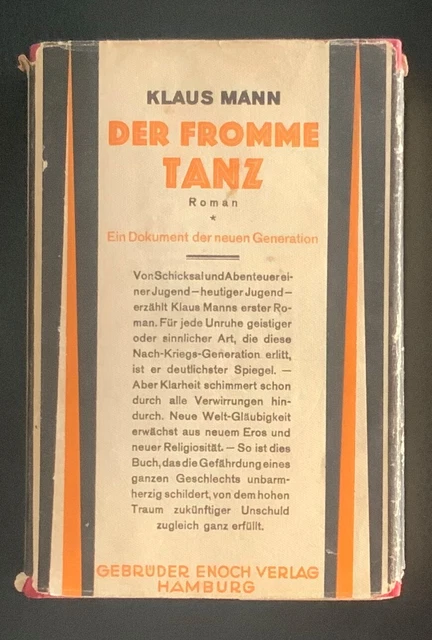 KLAUS MANN
DER FROMME
TANZ
Roman
*
Ein Dokument der neuen Generation
Von Schicksal und Abenteuer ei-
ner Jugend — heutiger Jugend —
erzählt Klaus Manns erster Ro-
man. Für jede Unruhe geistiger
oder sinnlicher Art, die diese
Nach-Kriegs-Generation erlitt,
ist er deutlichster Spiegel. —
Aber Klarheit schimmert schon
durch alle Verwirrungen hin-
durch. Neue Welt-Gläubigkeit
erwächst aus neuem Eros und
neuer Religiosität. — So ist dies
Buch, das die Gefährdung eines
ganzen Geschlechts unbarm-
herzig schildert, von dem hohen
Traum zukünftiger Unschuld
zugleich ganz erfüllt.
GEBRÜDER ENOCH VERLAG
HAMBURG